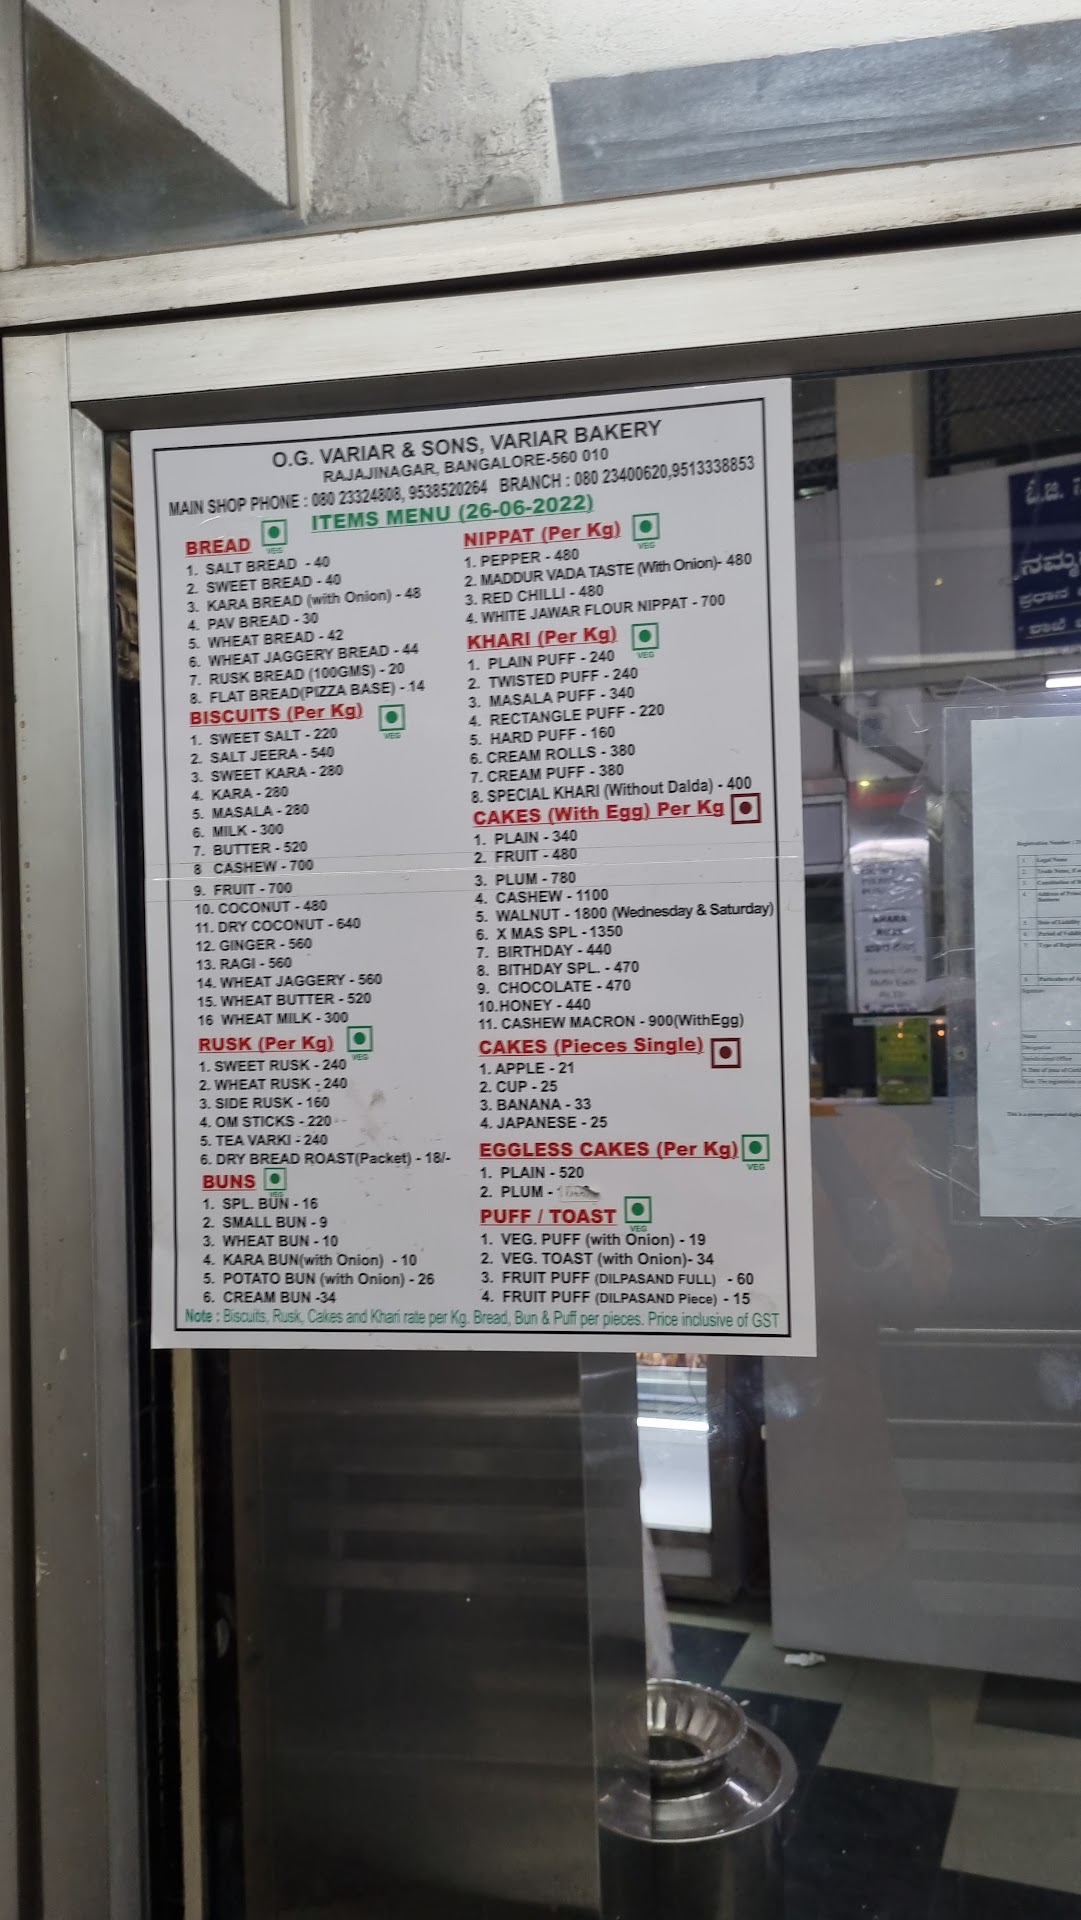 O.G. VARIAR & SONS, VARIAR BAKERY
RAJAJINAGAR, BANGALORE-560 010
MAIN SHOP PHONE : 080 23324808, 9538520264 BRANCH : 080 23400620,9513338853
ITEMS MENU (26-06-2022)
BREAD VEG
1. SALT BREAD - 40
2. SWEET BREAD - 40
3. KARA BREAD (with Onion) - 48
4. PAV BREAD - 30
5. WHEAT BREAD - 42
6. WHEAT JAGGERY BREAD - 44
7. RUSK BREAD (100GMS) - 20
8. FLAT BREAD(PIZZA BASE) - 14
BISCUITS (Per Kg) VEG
1. SWEET SALT - 220
2. SALT JEERA - 540
3. SWEET KARA - 280
4. KARA - 280
5. MASALA - 280
6. MILK - 300
7. BUTTER - 520
8 CASHEW - 700
9. FRUIT - 700
10. COCONUT - 480
11. DRY COCONUT - 640
12. GINGER - 560
13. RAGI - 560
14. WHEAT JAGGERY - 560
15. WHEAT BUTTER - 520
16 WHEAT MILK - 300
RUSK (Per Kg) VEG
1. SWEET RUSK - 240
2. WHEAT RUSK - 240
3. SIDE RUSK - 160
4. OM STICKS - 220
5. TEA VARKI - 240
6. DRY BREAD ROAST(Packet) - 18/-
BUNS VEG
1. SPL. BUN - 16
2. SMALL BUN - 9
3. WHEAT BUN - 10
4. KARA BUN(with Onion) - 10
5. POTATO BUN (with Onion) - 26
6. CREAM BUN -34
NIPPAT (Per Kg) VEG
1. PEPPER - 480
2. MADDUR VADA TASTE (With Onion)- 480
3. RED CHILLI - 480
4. WHITE JAWAR FLOUR NIPPAT - 700
KHARI (Per Kg) VEG
1. PLAIN PUFF - 240
2. TWISTED PUFF - 240
3. MASALA PUFF - 340
4. RECTANGLE PUFF - 220
5. HARD PUFF - 160
6. CREAM ROLLS - 380
7. CREAM PUFF - 380
8. SPECIAL KHARI (Without Dalda) - 400
CAKES (With Egg) Per Kg
1. PLAIN - 340
2. FRUIT - 480
3. PLUM - 780
4. CASHEW - 1100
5. WALNUT - 1800 (Wednesday & Saturday)
6. X MAS SPL -1350
7. BIRTHDAY - 440
8. BITHDAY SPL. - 470
9. CHOCOLATE - 470
10.HONEY - 440
11. CASHEW MACRON - 900(WithEgg)
CAKES (Pieces Single)
1. APPLE - 21
2. CUP - 25
3. BANANA - 33
4. JAPANESE - 25
EGGLESS CAKES (Per Kg) VEG
1. PLAIN - 520
2. PLUM -
PUFF / TOAST VEG
1. VEG. PUFF (with Onion) - 19
2. VEG. TOAST (with Onion)- 34
3. FRUIT PUFF (DILPASAND FULL) - 60
4. FRUIT PUFF (DILPASAND Piece) - 15
Note : Biscuits, Rusk, Cakes and Khari rate per Kg. Bread, Bun & Puff per pieces. Price inclusive of GST